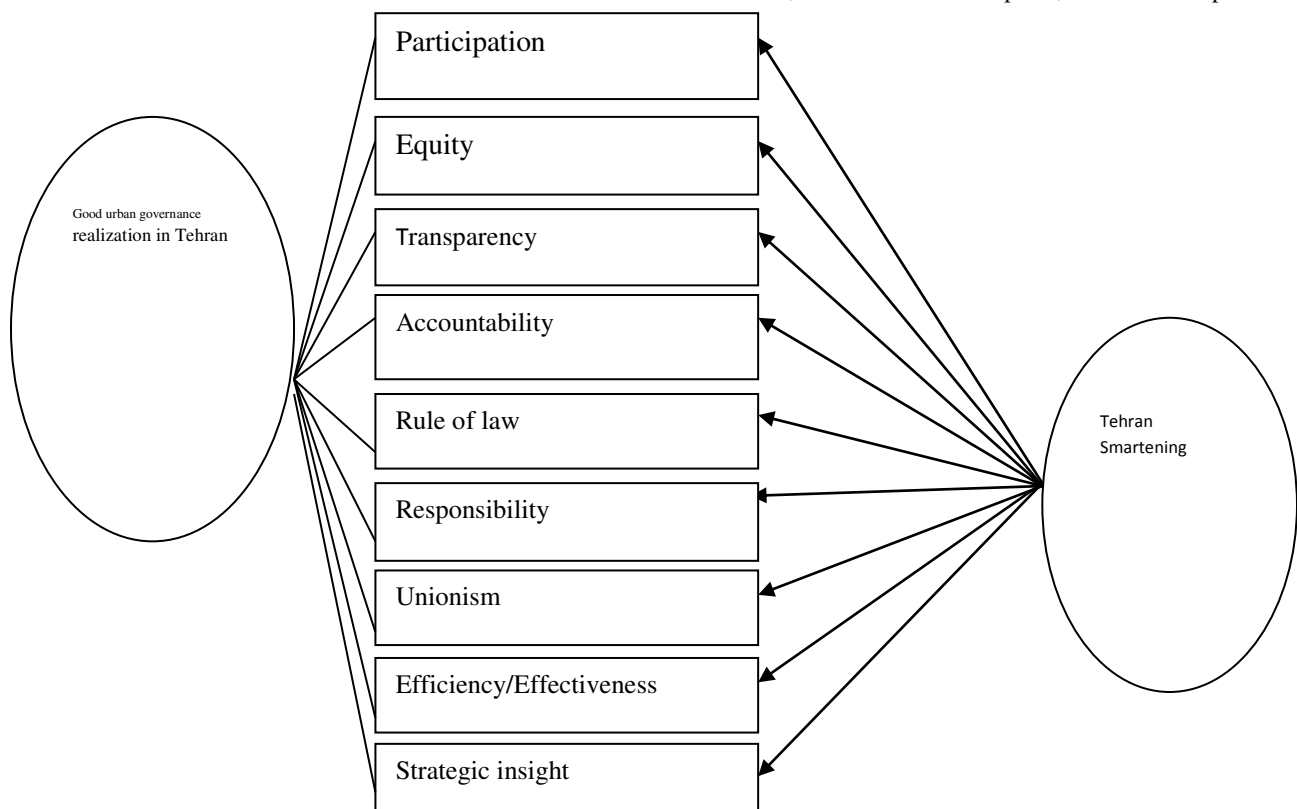 Participation
Equity
Good urban governance
realization in Tehran
Transparency
Accountability
Rule of law
Tehran
Smartening
Responsibility
Unionism
Efficiency/Effectiveness
Strategic insight